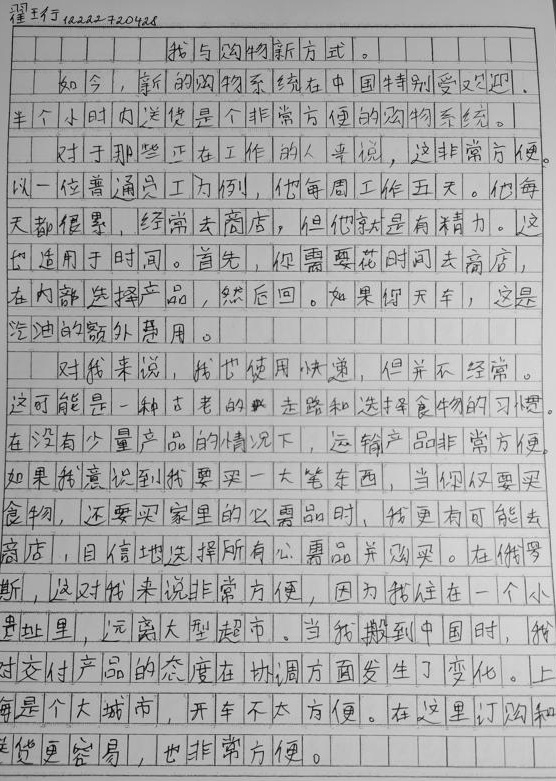 翟王行 12222720428
我与购物新方式。
如今，新的购物系统在中国特别受欢迎.
半个小时内送货是个非常方便的购物系统。
对于那些正在工作的人来说，这非常方便。
以一位普通员工为例，他每周工作五天。他每
天都很累，经常去商店，但他就是有精力。这
也适用于时间。首先，你需要花时间去商店，
在内部选择产品，然后回。如果你天车，这是
汽油的额外费用。
对我来说，我也使用快递，但并不经常。
这可能是一种古老的 走路和选择食物的习惯。
在没有少量产品的情况下，运输产品非常方便。
如果我意识到我要买一大笔东西，当你仅要买
食物，还要买家里的公需品时，我更有可能去
商店，自信地选择所有心需品并购买。在俄罗
斯，这对我来说非常方便，因为我住在一个小
里，远离大型超市。当我搬到中国时，我
对交付产品的态度在协调方面发生了变化。上
海是个大城市，开车不太方便。在这里订购和
送货更容易，也非常方便。